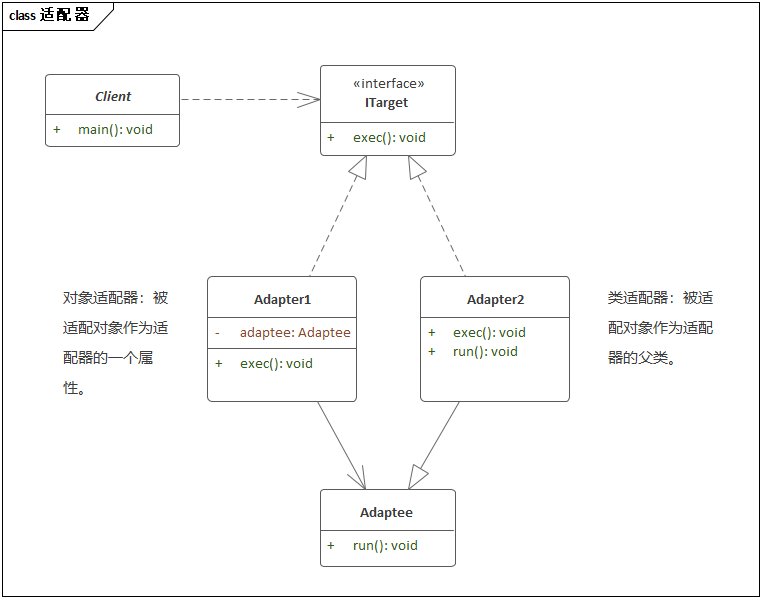 class 适配器
Client
+ main(): void
«interface»
ITarget
+ exec(): void
对象适配器：被
适配对象作为适
配器的一个属
性。
Adapter1
- adaptee: Adaptee
+ exec(): void
Adapter2
+ exec(): void
+ run(): void
类适配器：被适
配对象作为适配
器的父类。
Adaptee
+ run(): void